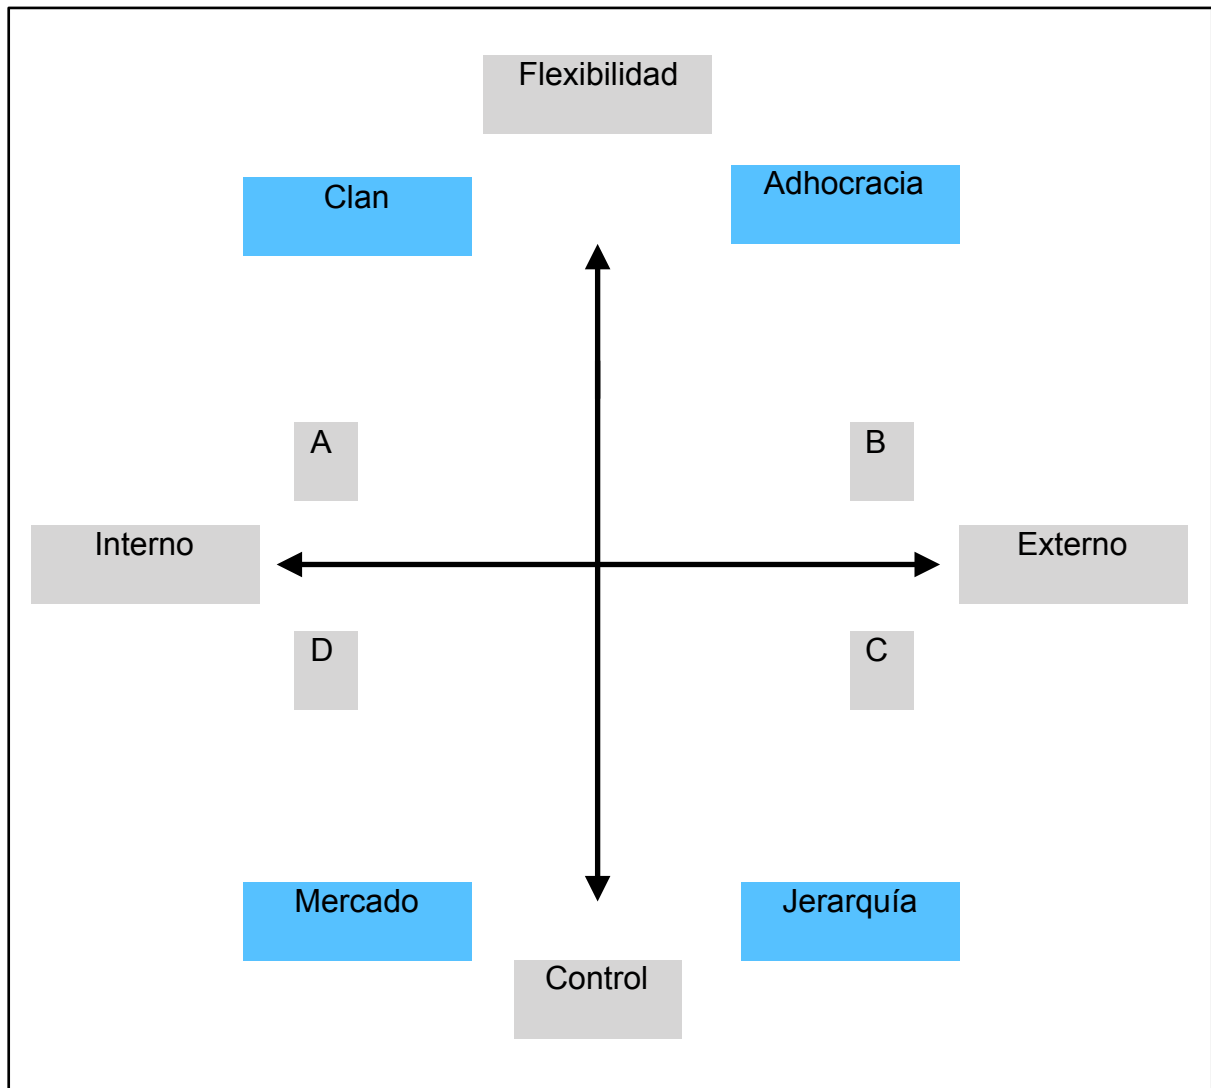 Flexibilidad
Clan
Adhocracia
A
B
Interno
Externo
D
C
Mercado
Jerarquía
Control